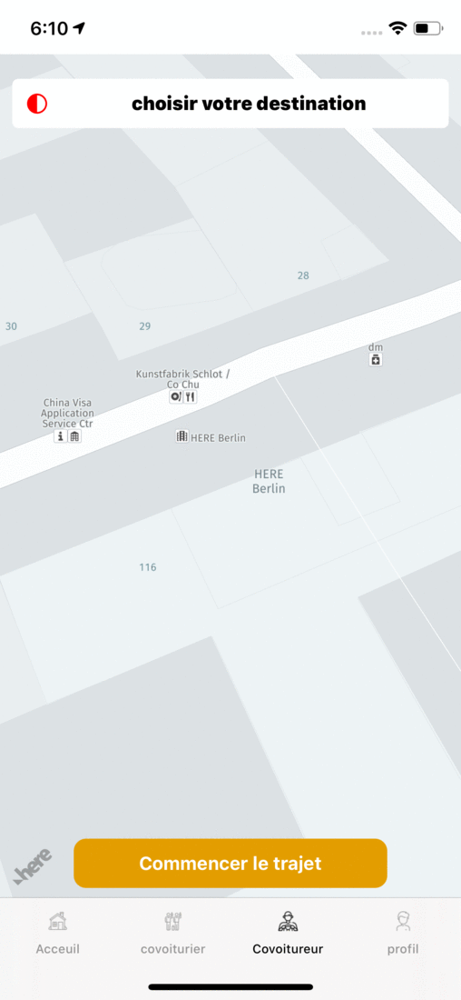 6:10
choisir votre destination
28
30
29
dm
Kunstfabrik Schlot /
Co Chu
China Visa
Application
Service Ctr
HERE Berlin
HERE
Berlin
116
here
Commencer le trajet
Acceuil
covoiturier
Covoitureur
profil